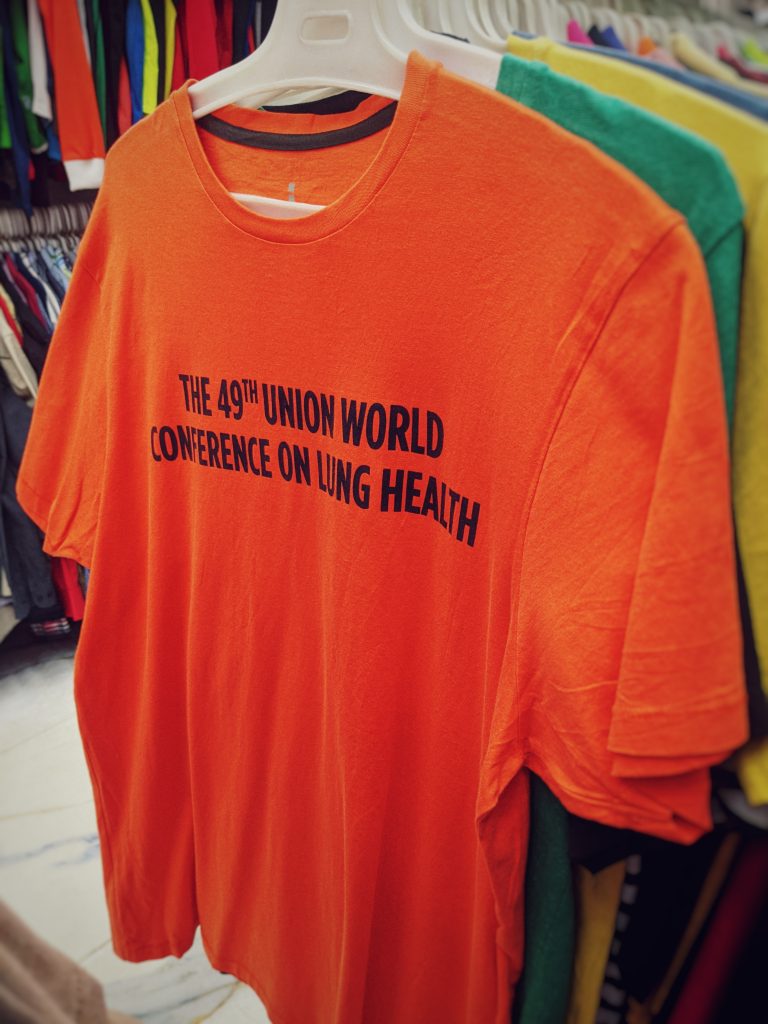 THE 49TH UNION WORLD
CONFERENCE ON LUNG HEALTH